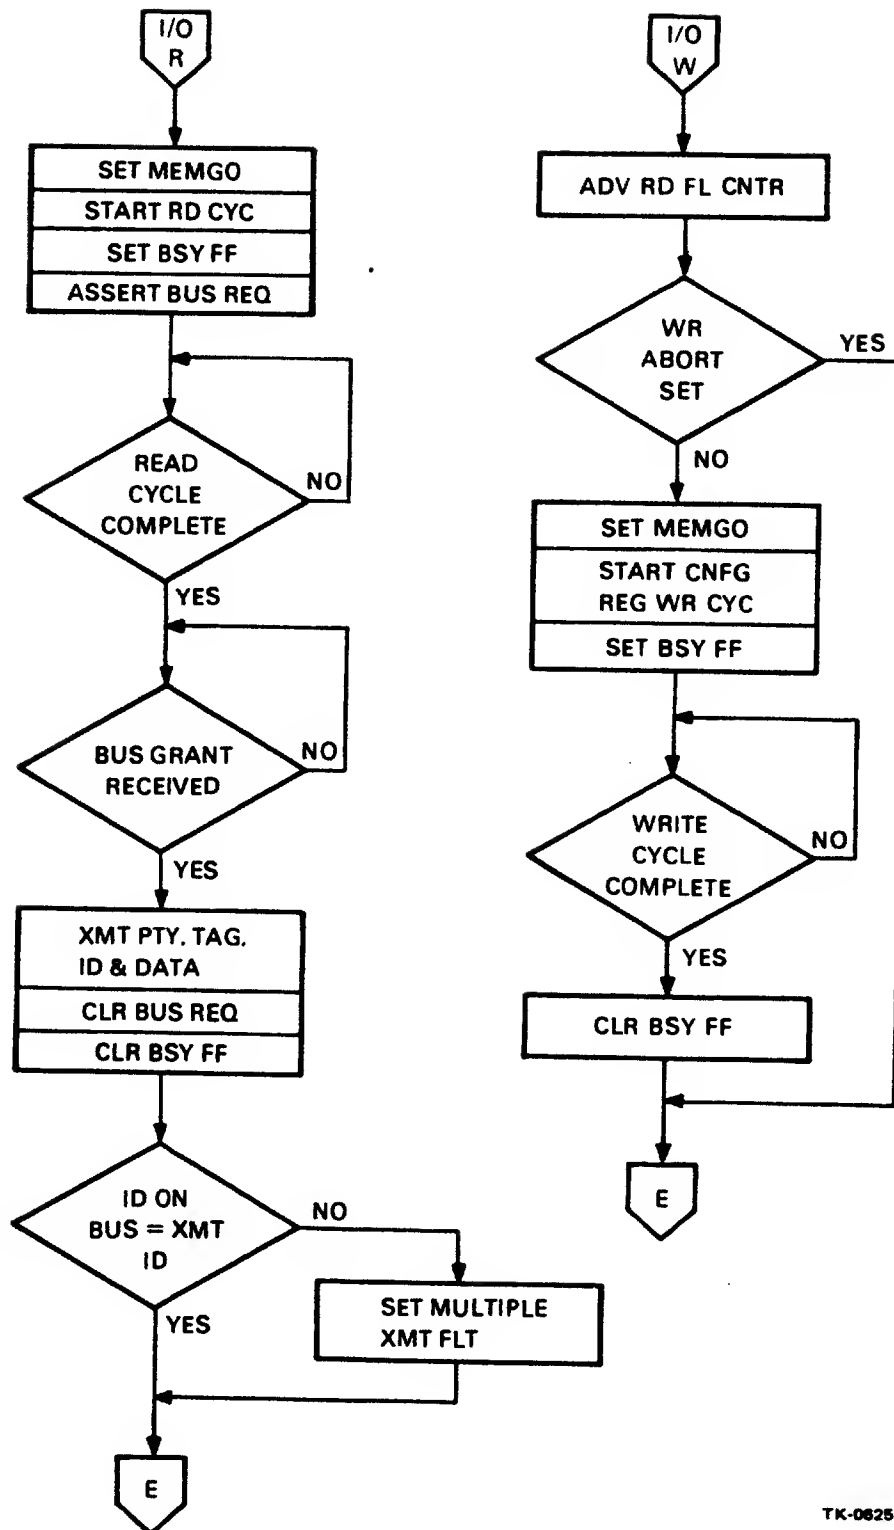 I/O
R
SET MEMGO
START RD CYC
SET BSY FF
ASSERT BUS REQ
READ
CYCLE
COMPLETE
NO
YES
BUS GRANT
RECEIVED
NO
YES
XMT PTY. TAG.
ID & DATA
CLR BUS REQ
CLR BSY FF
ID ON
BUS = XMT
ID
NO
YES
SET MULTIPLE
XMT FLT
E
I/O
W
ADV RD FL CNTR
WR
ABORT
SET
YES
NO
SET MEMGO
START CNFG
REG WR CYC
SET BSY FF
WRITE
CYCLE
COMPLETE
NO
YES
CLR BSY FF
E
TK-0625